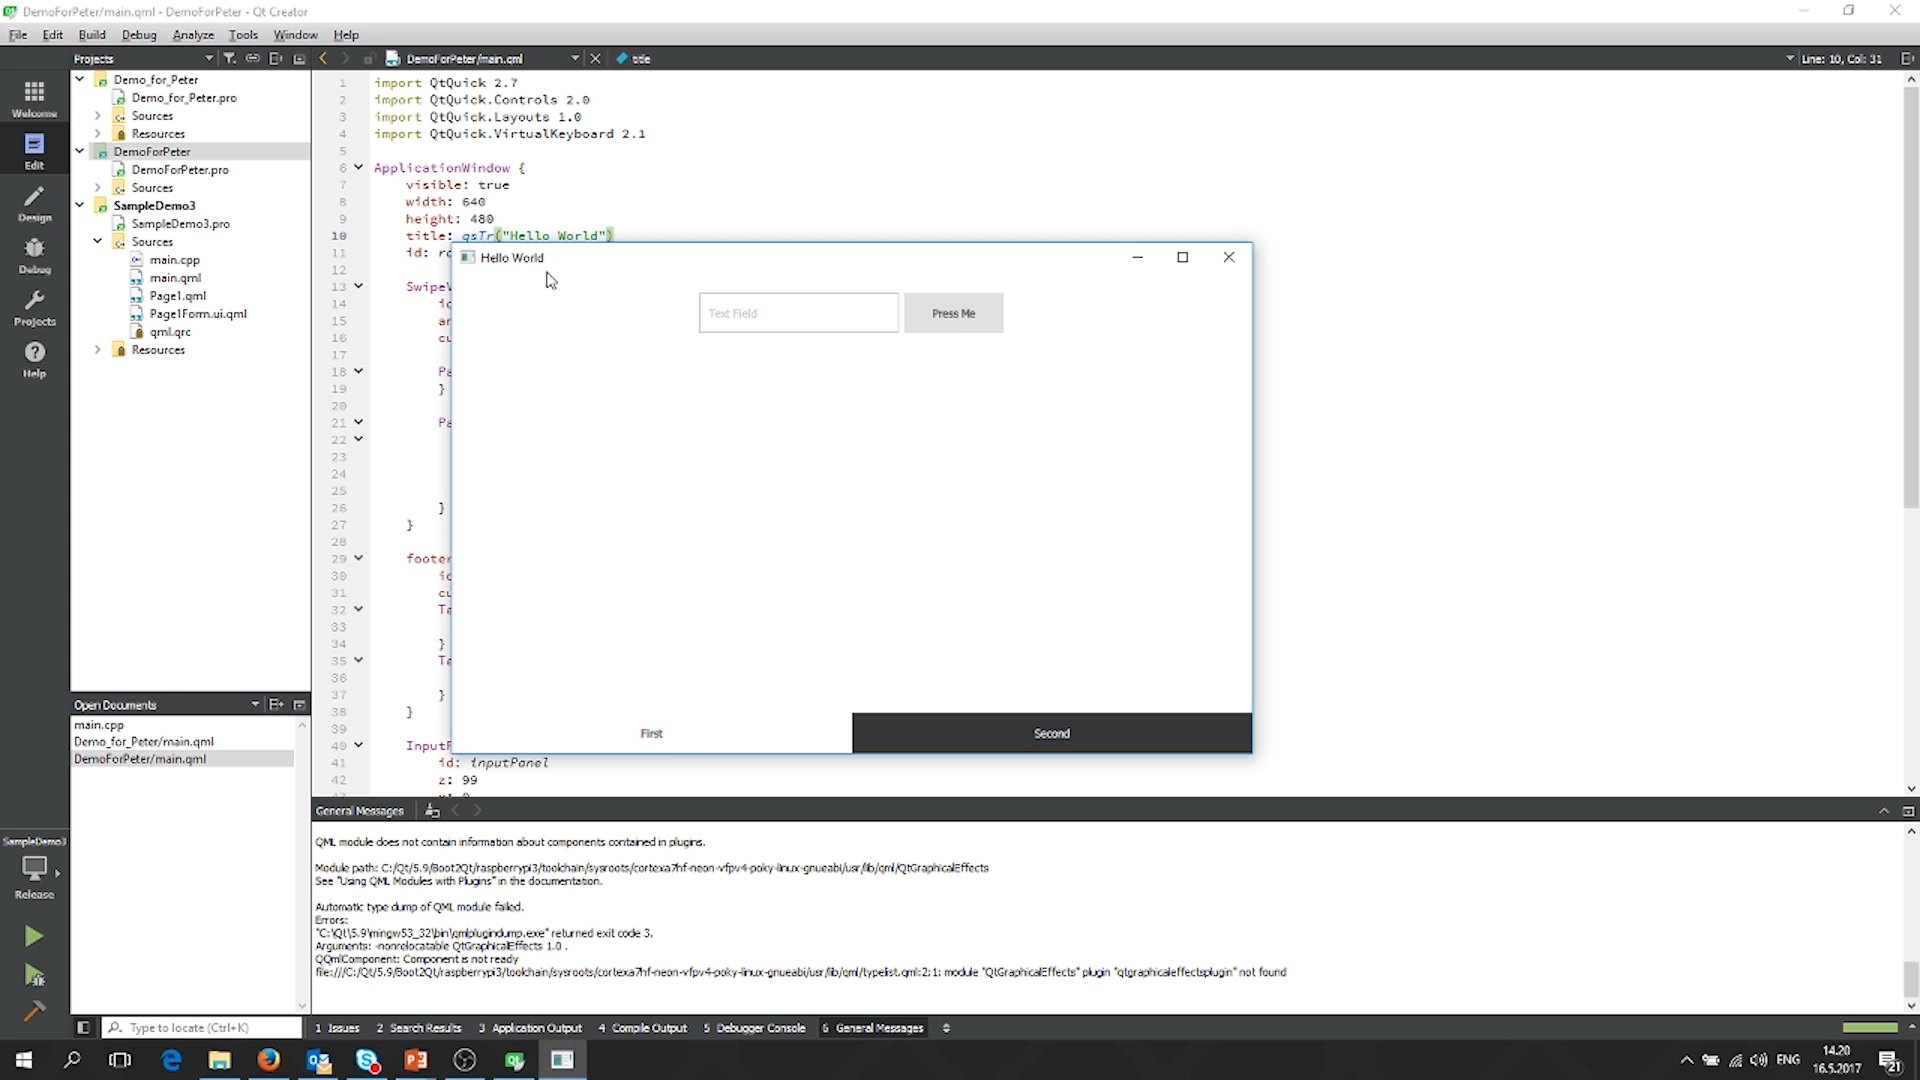 DemoForPeter/main.qml - DemoForPeter - Qt Creator
File Edit Build Debug Analyze Tools Window Help
Projects
DemoForPeter/main.qml
title
Line: 10, Col: 31
Welcome
Edit
Design
Debug
Projects
Help
Demo_for_Peter
Demo_for_Peter.pro
Sources
Resources
DemoForPeter
DemoForPeter.pro
Sources
SampleDemo3
SampleDemo3.pro
Sources
main.cpp
main.qml
Page1.qml
Page1Form.ui.qml
qml.qrc
Resources
1 import QtQuick 2.7
2 import QtQuick.Controls 2.0
3 import QtQuick.Layouts 1.0
4 import QtQuick.VirtualKeyboard 2.1
5
6 ApplicationWindow {
7 visible: true
8 width: 640
9 height: 480
10 title: qsTr("Hello World")
11 id:
12
13
14
15
16
17
18
19 }
20
21
22
23
24
25
26 }
27 }
28
29 footer
30
31
32
33
34 }
35
36
37 }
38 }
39
40
41 id: inputPanel
42 z: 99
Hello World
Text Field
Press Me
First
Second
Open Documents
main.cpp
Demo_for_Peter/main.qml
DemoForPeter/main.qml
SampleDemo3
Release
General Messages
QML module does not contain information about components contained in plugins.
Module path: C:/Qt/5.9/Boot2Qt/raspberrypi3/toolchain/sysroots/cortexa7hf-neon-vfpv4-poky-linux-gnueabi/usr/lib/qml/QtGraphicalEffects
See "Using QML Modules with Plugins" in the documentation.
Automatic type dump of QML module failed.
Errors:
"C:\Qt\5.9\mingw53_32\bin\qmlplugindump.exe" returned exit code 3.
Arguments: -nonrelocatable QtGraphicalEffects 1.0 .
QQmlComponent: Component is not ready
file:///C:/Qt/5.9/Boot2Qt/raspberrypi3/toolchain/sysroots/cortexa7hf-neon-vfpv4-poky-linux-gnueabi/usr/lib/qml/typelist.qml:2:1: module "QtGraphicalEffects" plugin "qtgraphicaleffectsplugin" not found
Type to locate (Ctrl+K)
1 Issues 2 Search Results 3 Application Output 4 Compile Output 5 Debugger Console 6 General Messages
ENG
14.20
16.5.2017
21